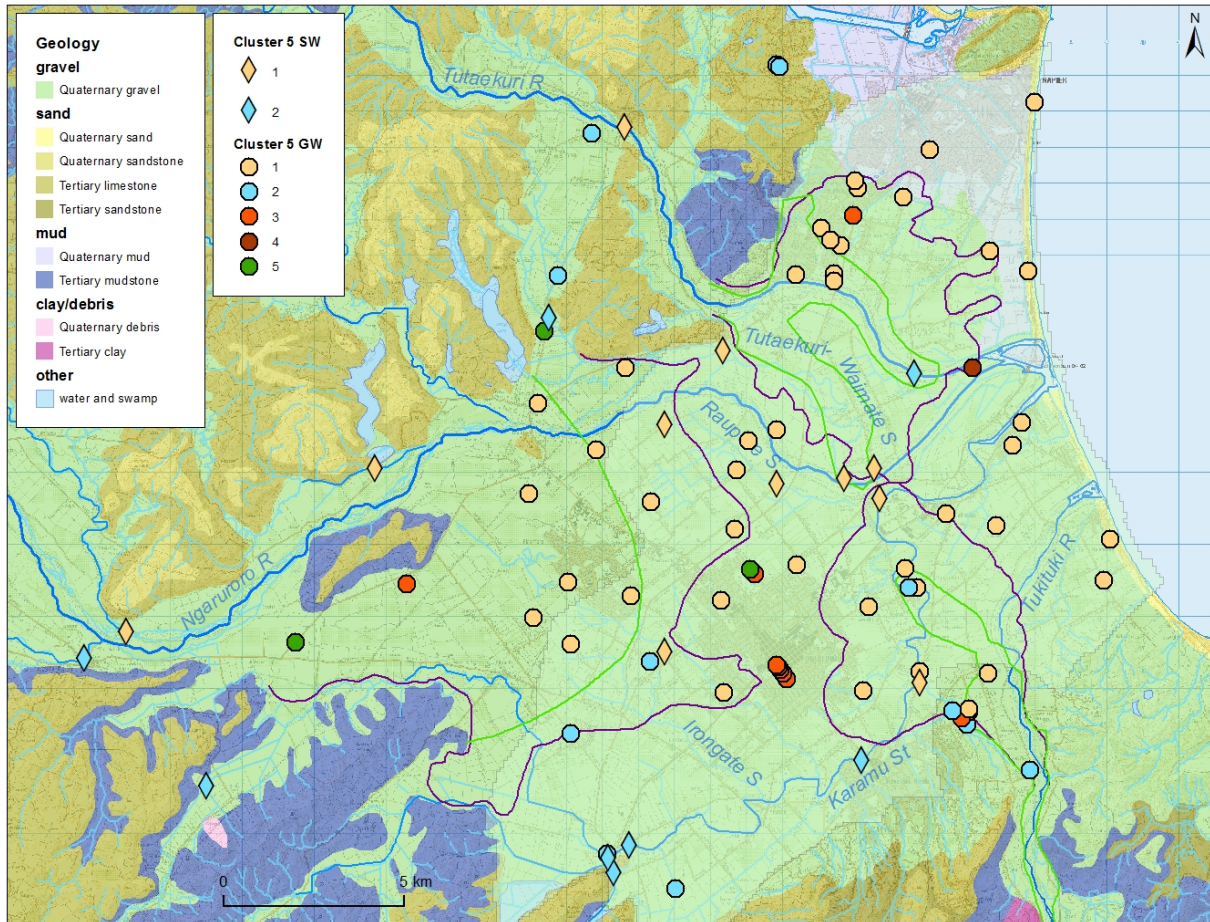 Geology
gravel
Quaternary gravel
sand
Quaternary sand
Quaternary sandstone
Tertiary limestone
Tertiary sandstone
mud
Quaternary mud
Tertiary mudstone
clay/debris
Quaternary debris
Tertiary clay
other
water and swamp
Cluster 5 SW
1
2
Cluster 5 GW
1
2
3
4
5
N
Tutaekuri R
Tutaekuri-
Waimate S
S
Ngaruroro R
Tukituki R
Irongate S
Karamu St
0
5 km